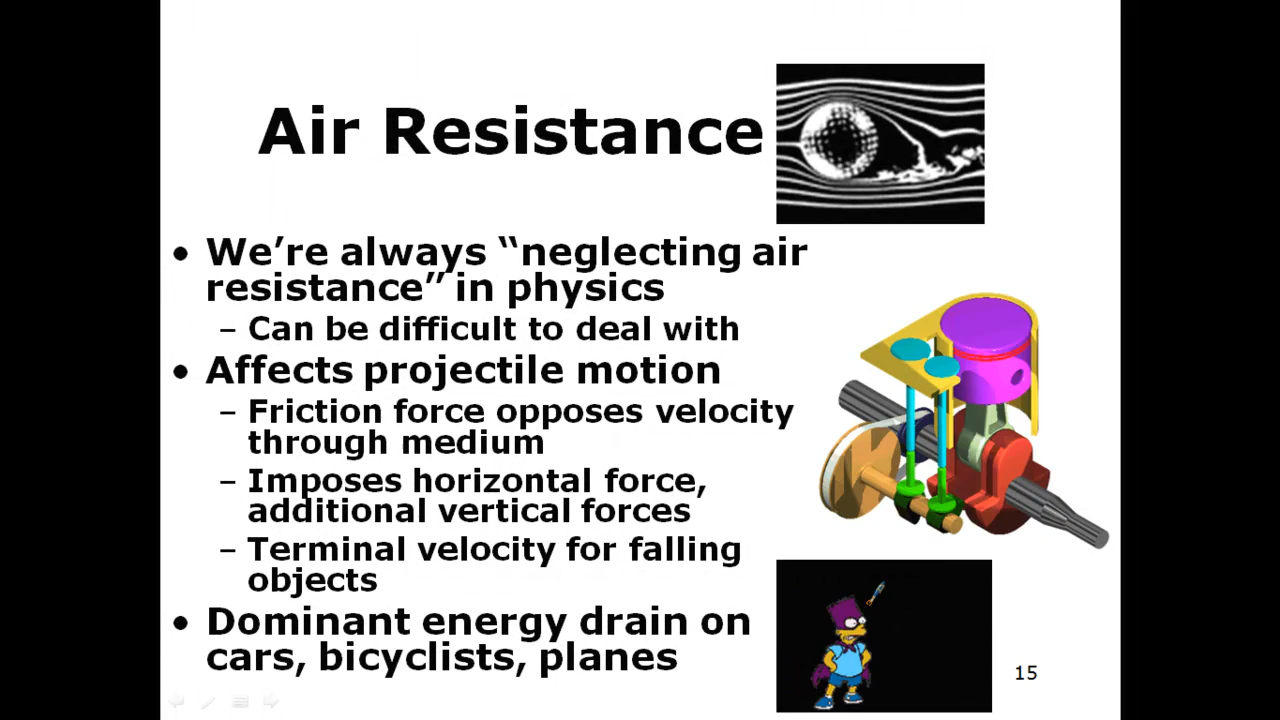 Air Resistance
• We’re always “neglecting air
resistance” in physics
– Can be difficult to deal with
• Affects projectile motion
– Friction force opposes velocity
through medium
– Imposes horizontal force,
additional vertical forces
– Terminal velocity for falling
objects
• Dominant energy drain on
cars, bicyclists, planes
15